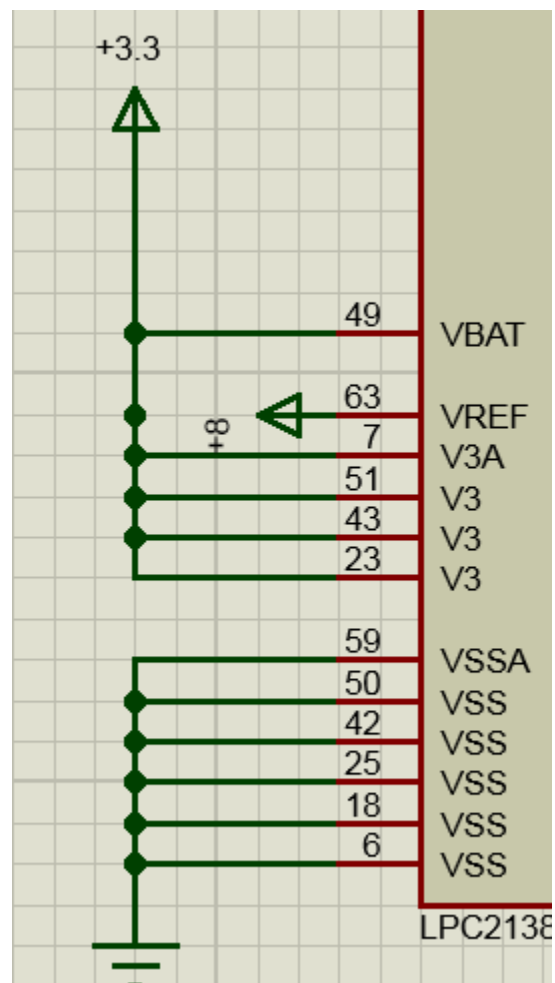 +3.3
49 VBAT
63 VREF
+8
7 V3A
51 V3
43 V3
23 V3
59 VSSA
50 VSS
42 VSS
25 VSS
18 VSS
6 VSS
LPC2138